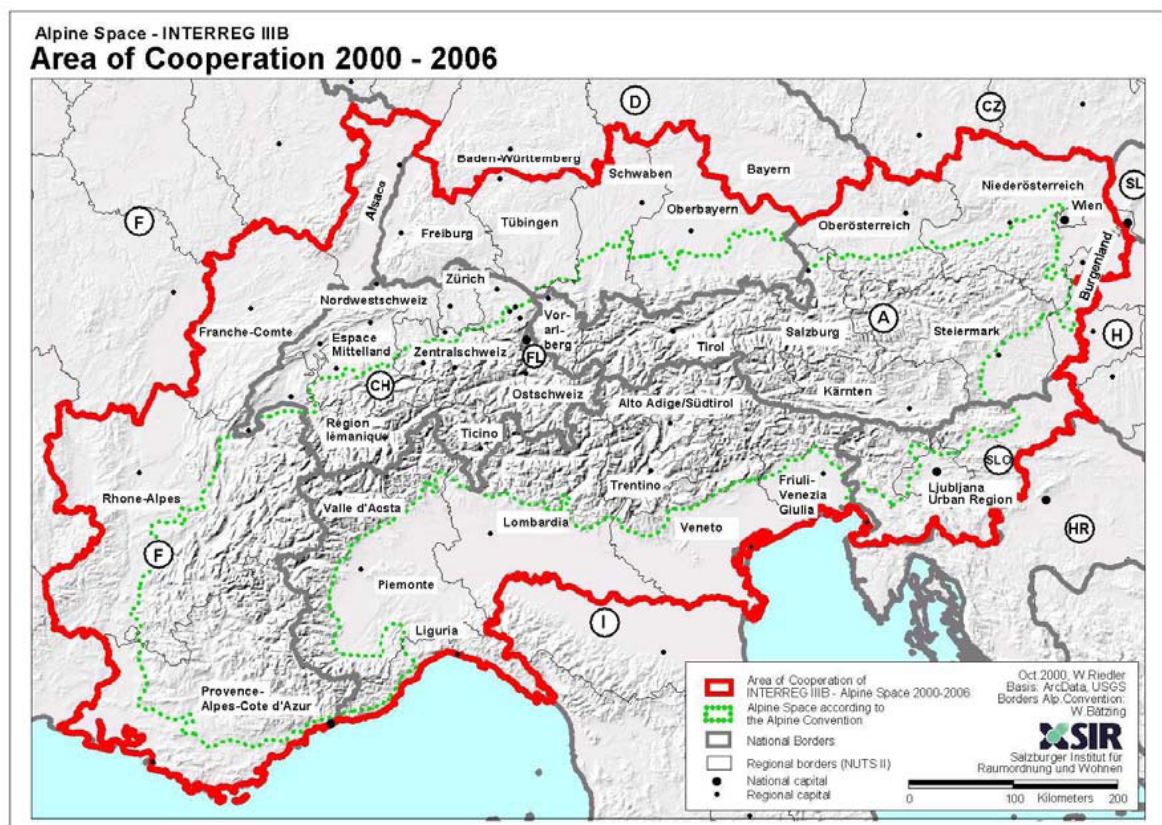 Alpine Space - INTERREG IIIB
Area of Cooperation 2000 - 2006
D
CZ
Baden-Württemberg
Schwaben
Bayern
Niederösterreich
SL
Alsace
Wien
F
Freiburg
Tübingen
Oberbayern
Oberösterreich
Burgenland
Zürich
Nordwestschweiz
Franche-Comte
Espace
Mittelland
Zentralschweiz
Vor-
arl-
berg
FL
Tirol
Salzburg
A
Steiermark
H
CH
Ostschweiz
Alto Adige/Südtirol
Kärnten
Région
lémanique
Ticino
Rhone-Alpes
Valle d'Aosta
Trentino
Friuli-
Venezia
Giulia
SLO
Ljubljana
Urban Region
Lombardia
Veneto
HR
F
Piemonte
I
Liguria
Provence-
Alpes-Cote d'Azur
Area of Cooperation of
INTERREG IIIB - Alpine Space 2000-2006
Alpine Space according to
the Alpine Convention
National Borders
Regional borders (NUTS II)
National capital
Regional capital
Oct.2000, W.Riedler
Basis: ArcData, USGS
Borders Alp.Convention:
W.Bätzing
SIR
Salzburger Institut für
Raumordnung und Wohnen
0 100 Kilometers 200